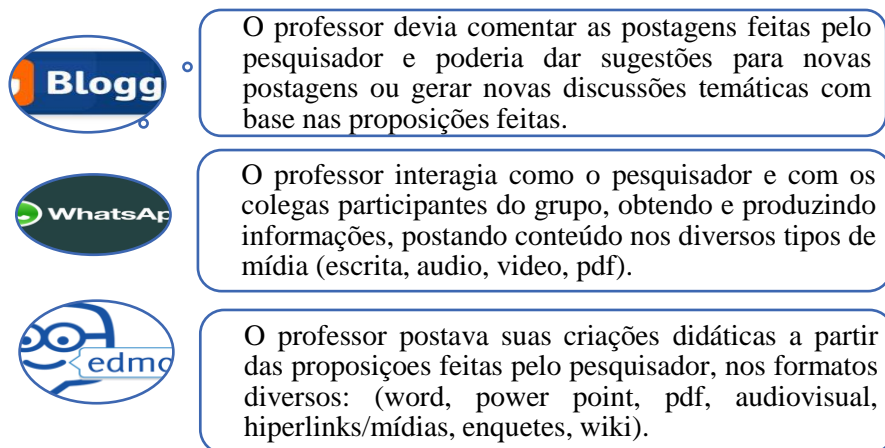 Blogg
O professor devia comentar as postagens feitas pelo
pesquisador e poderia dar sugestões para novas
postagens ou gerar novas discussões temáticas com
base nas proposições feitas.
WhatsAp
O professor interagia como o pesquisador e com os
colegas participantes do grupo, obtendo e produzindo
informações, postando conteúdo nos diversos tipos de
mídia (escrita, audio, video, pdf).
edmo
O professor postava suas criações didáticas a partir
das proposiçoes feitas pelo pesquisador, nos formatos
diversos: (word, power point, pdf, audiovisual,
hiperlinks/mídias, enquetes, wiki).